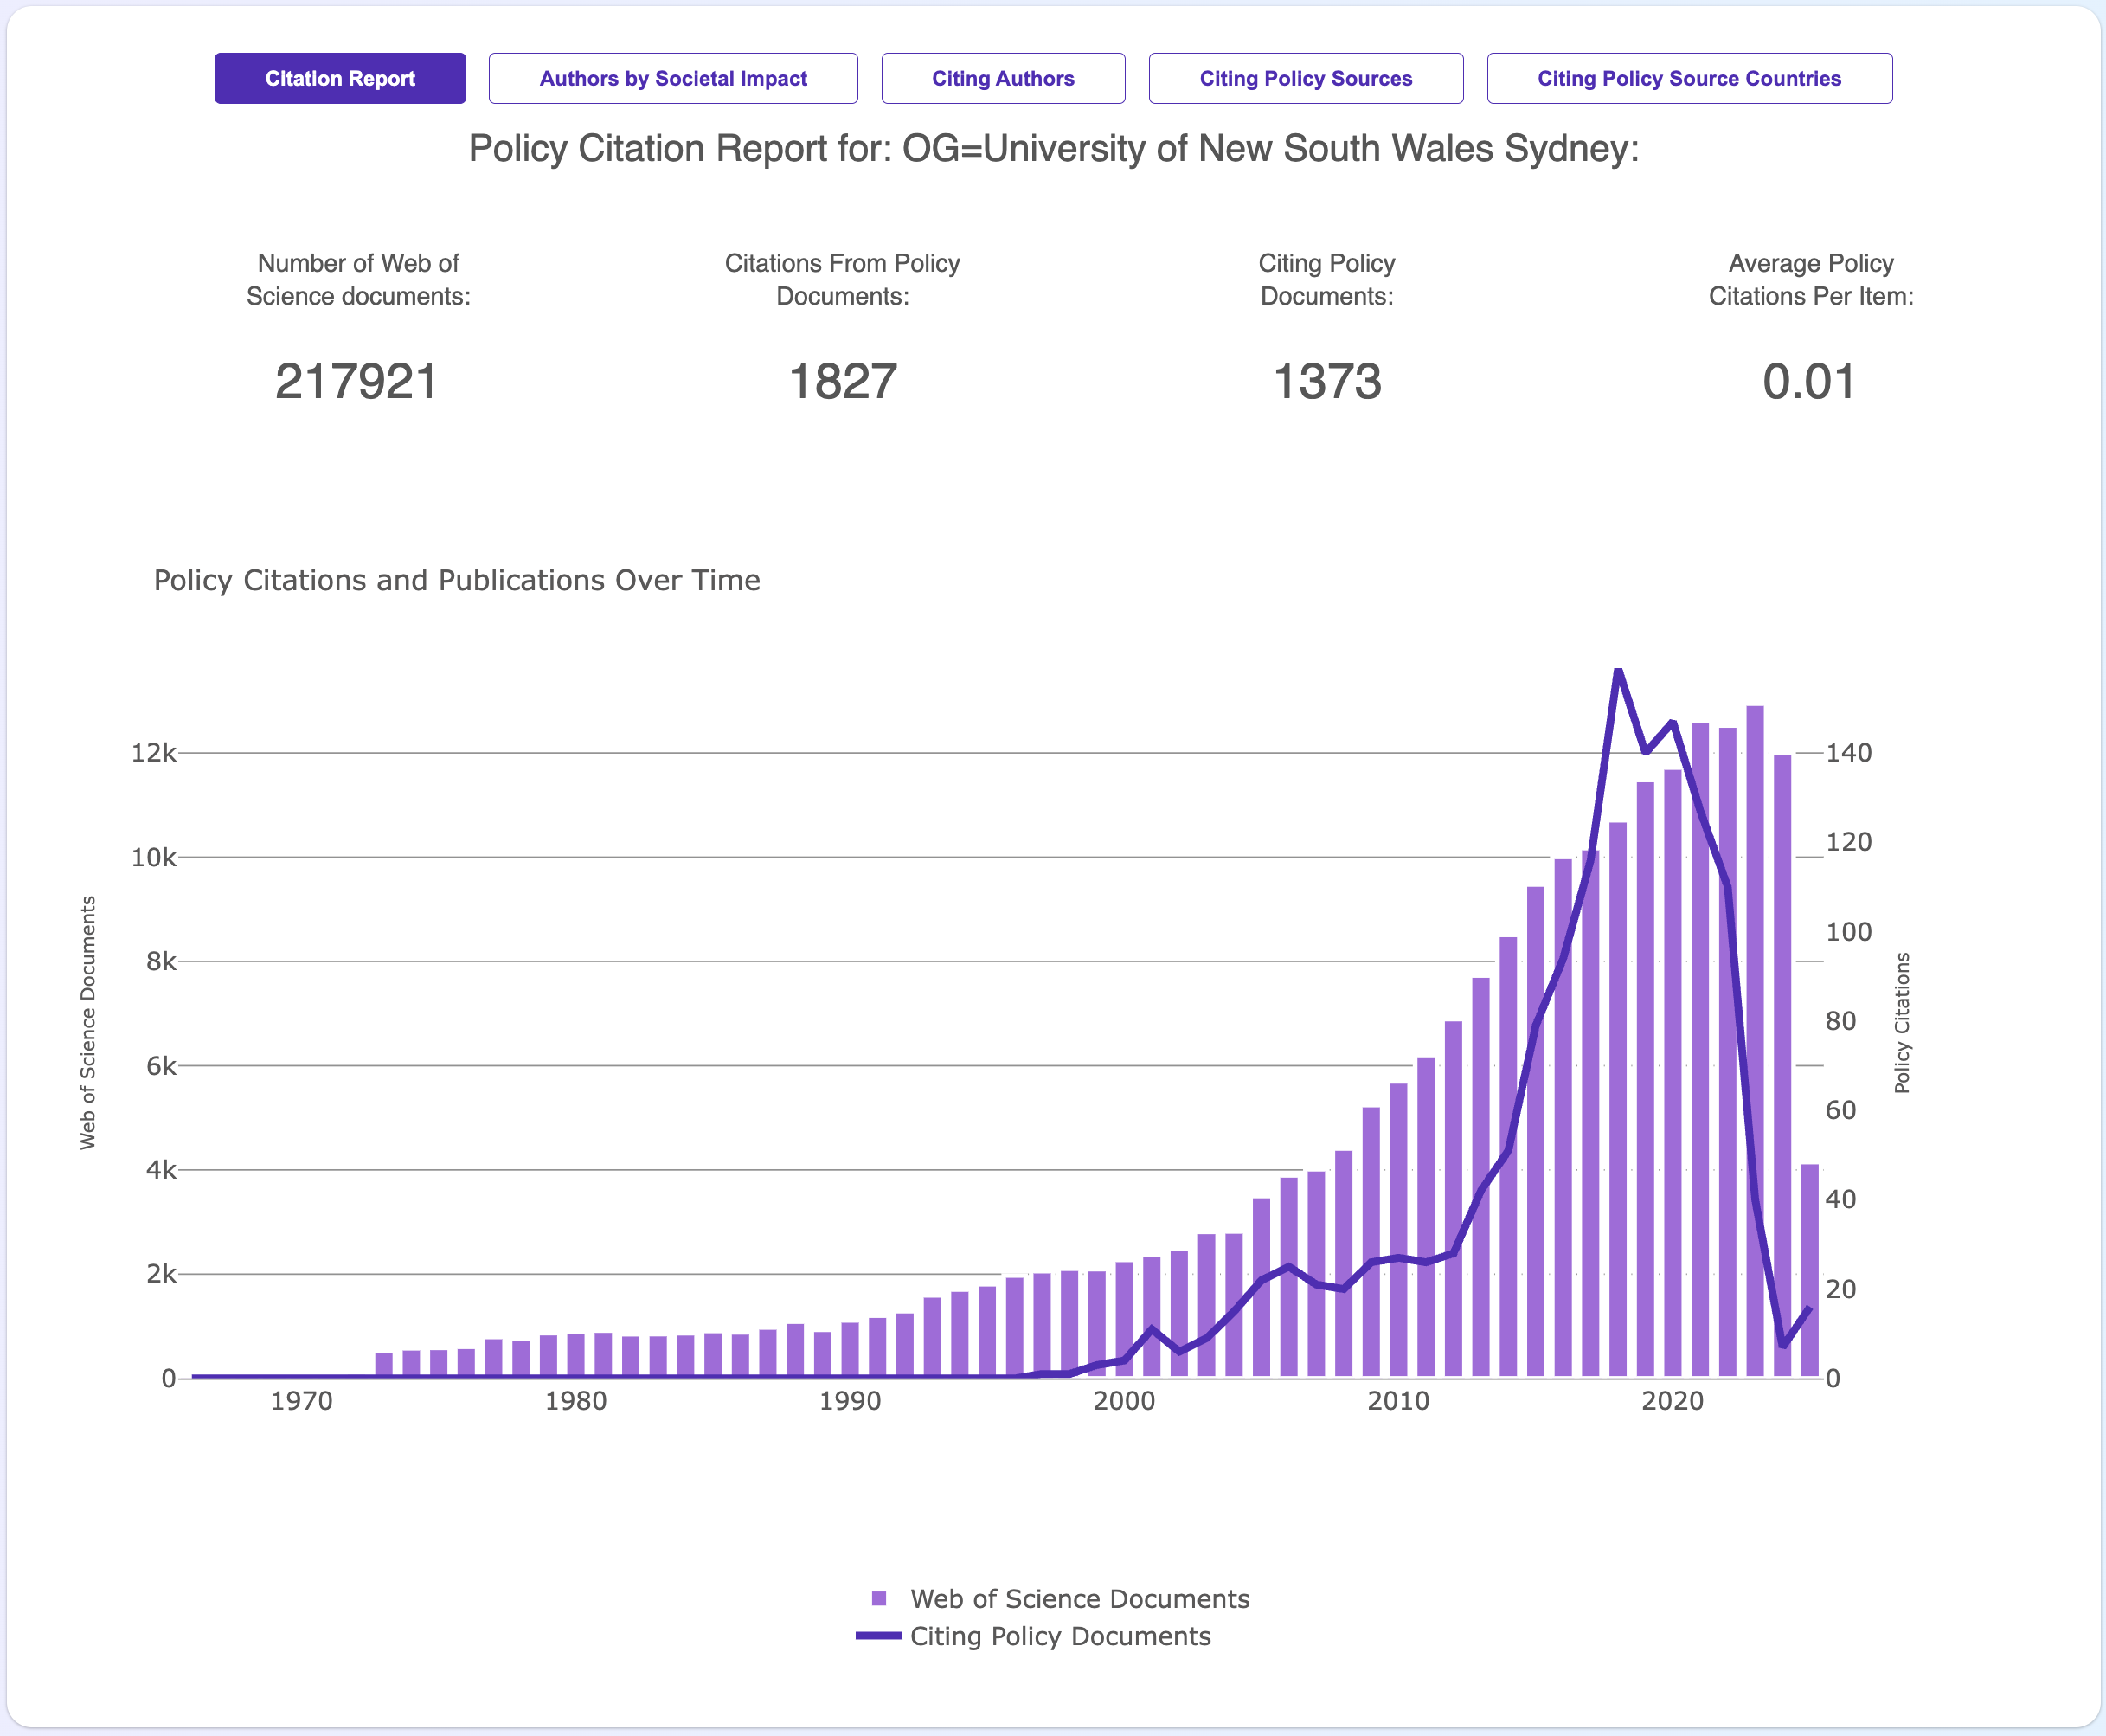 Citation Report
Authors by Societal Impact
Citing Authors
Citing Policy Sources
Citing Policy Source Countries
Policy Citation Report for: OG=University of New South Wales Sydney:
Number of Web of
Science documents:
217921
Citations From Policy
Documents:
1827
Citing Policy
Documents:
1373
Average Policy
Citations Per Item:
0.01
Policy Citations and Publications Over Time
Web of Science Documents
12k
10k
8k
6k
4k
2k
0
1970
1980
1990
2000
2010
2020
140
120
100
80
60
40
20
0
Policy Citations
Web of Science Documents
Citing Policy Documents